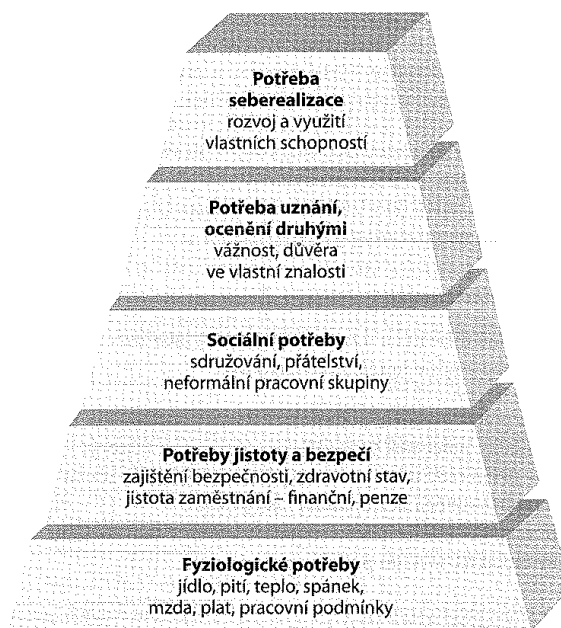 Potřeba
seberealizace
rozvoj a využití
vlastních schopností
Potřeba uznání,
ocenění druhými
vážnost, důvěra
ve vlastní znalosti
Sociální potřeby
sdružování, přátelství,
neformální pracovní skupiny
Potřeby jistoty a bezpečí
zajištění bezpečnosti, zdravotní stav,
jistota zaměstnání – finanční, penze
Fyziologické potřeby
jídlo, pití, teplo, spánek,
mzda, plat, pracovní podmínky